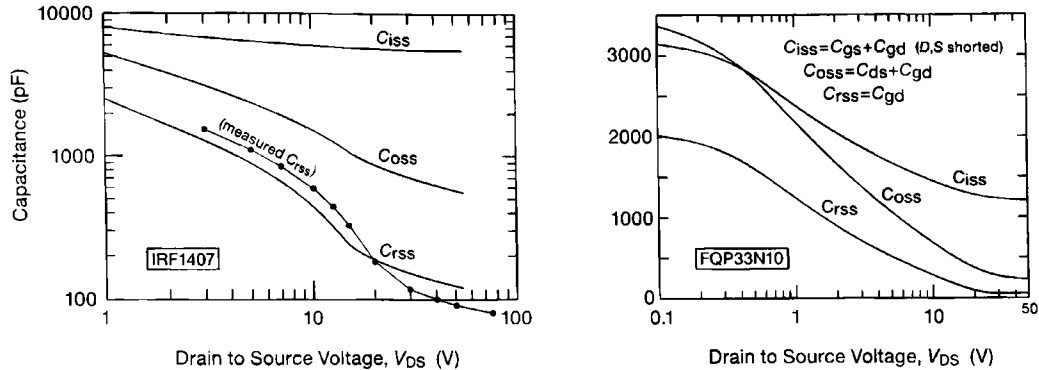 10000
1000
100
Capacitance (pF)
Ciss
(measured Crss)
Coss
Crss
IRF1407
1
10
100
Drain to Source Voltage, VDS (V)
3000
2000
1000
0
Ciss=Cgs+Cgd (D,S shorted)
Coss=Cds+Cgd
Crss=Cgd
Ciss
Coss
Crss
FQP33N10
0.1
1
10
50
Drain to Source Voltage, VDS (V)